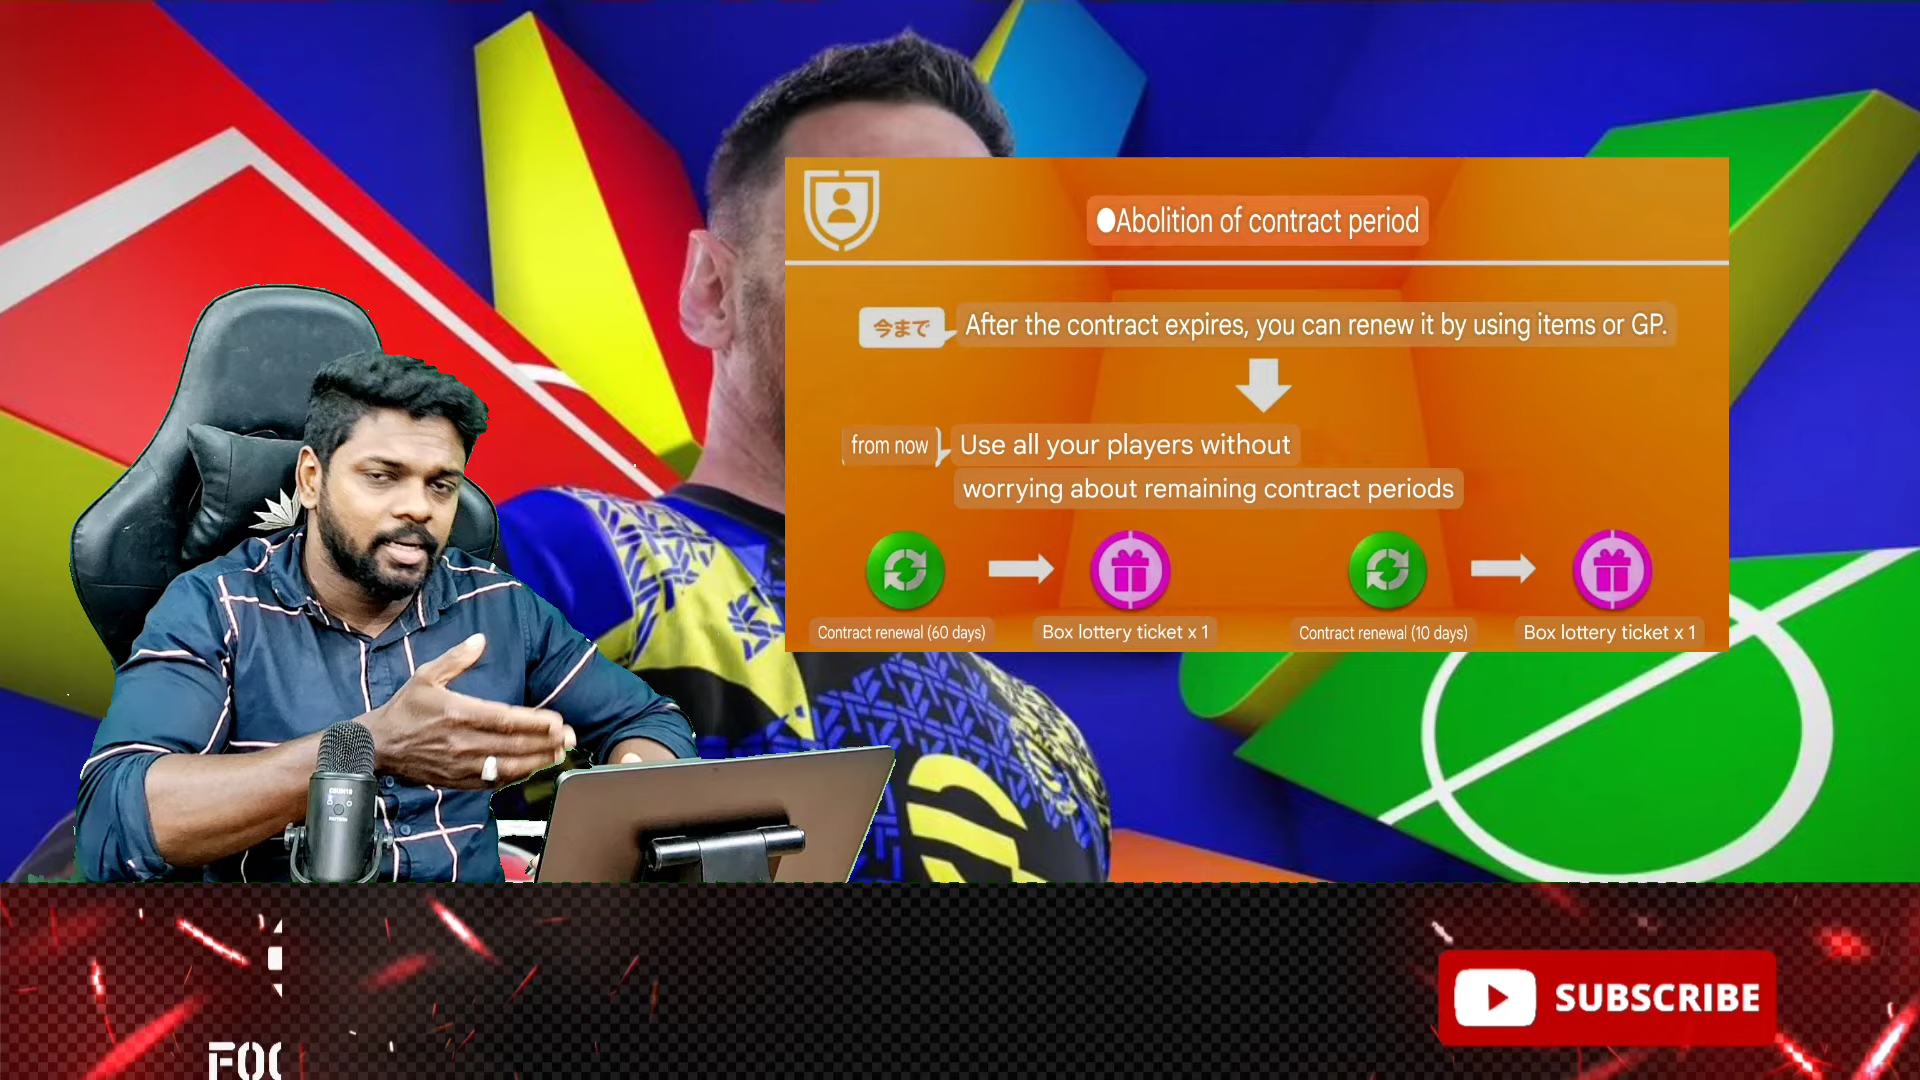 ●Abolition of contract period
今まで
After the contract expires, you can renew it by using items or GP.
from now
Use all your players without
worrying about remaining contract periods
Contract renewal (60 days)
Box lottery ticket x 1
Contract renewal (10 days)
Box lottery ticket x 1
SUBSCRIBE